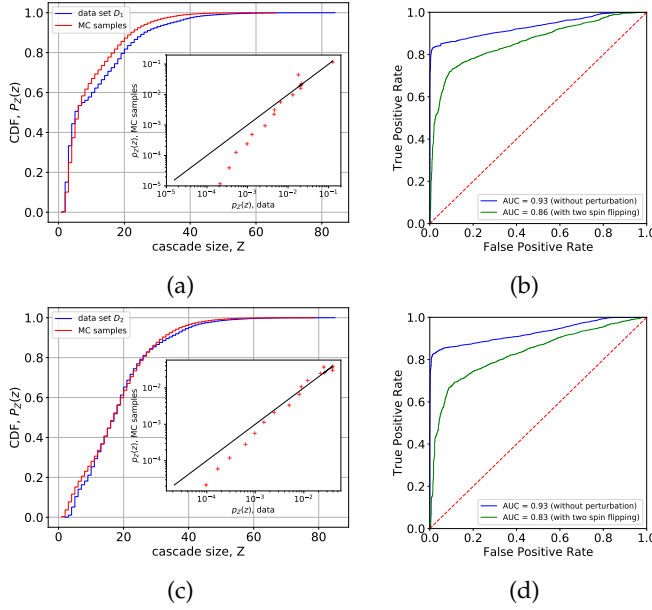 1.0
0.8
0.6
0.4
0.2
0.0
CDF, P_Z(z)
data set D_1
MC samples
10^{-1}
10^{-2}
10^{-3}
10^{-4}
10^{-5}
p_Z(z), MC samples
10^{-5} 10^{-4} 10^{-3} 10^{-2} 10^{-1}
p_Z(z), data
0 20 40 60 80
cascade size, Z
(a)
1.0
0.8
0.6
0.4
0.2
0.0
True Positive Rate
AUC = 0.93 (without perturbation)
AUC = 0.86 (with two spin flipping)
0.0 0.2 0.4 0.6 0.8 1.0
False Positive Rate
(b)
1.0
0.8
0.6
0.4
0.2
0.0
CDF, P_Z(z)
data set D_2
MC samples
10^{-2}
10^{-3}
10^{-4}
p_Z(z), MC samples
10^{-4} 10^{-3} 10^{-2}
p_Z(z), data
0 20 40 60 80
cascade size, Z
(c)
1.0
0.8
0.6
0.4
0.2
0.0
True Positive Rate
AUC = 0.93 (without perturbation)
AUC = 0.83 (with two spin flipping)
0.0 0.2 0.4 0.6 0.8 1.0
False Positive Rate
(d)